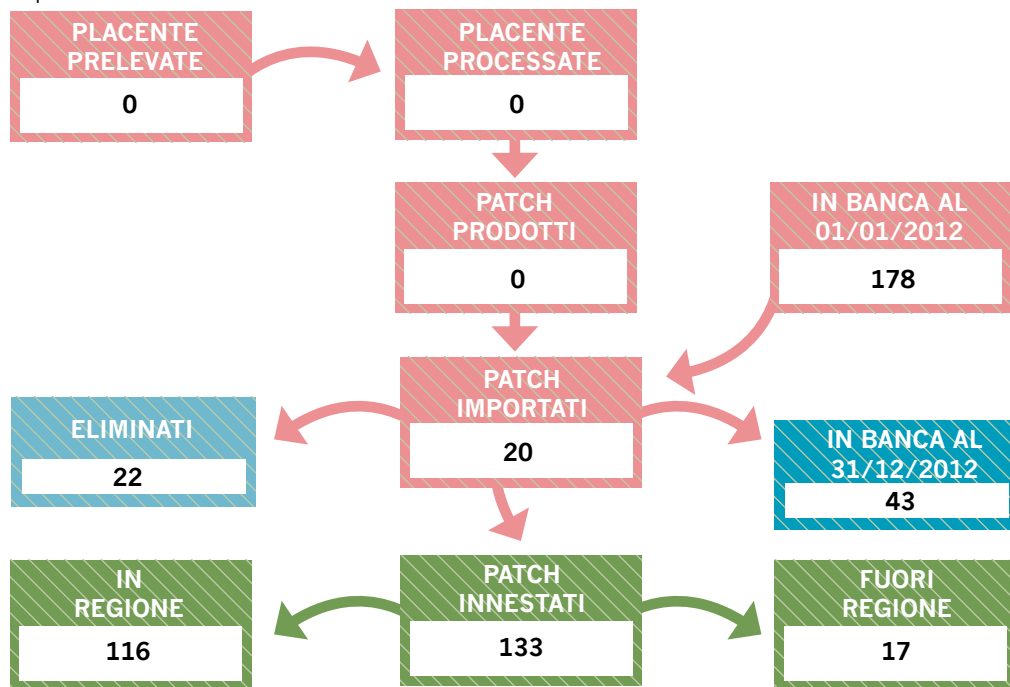 PLACENTE
PRELEVATE
0
PLACENTE
PROCESSATE
0
PATCH
PRODOTTI
0
IN BANCA AL
01/01/2012
178
PATCH
IMPORTATI
20
ELIMINATI
22
IN BANCA AL
31/12/2012
43
IN
REGIONE
116
PATCH
INNESTATI
133
FUORI
REGIONE
17